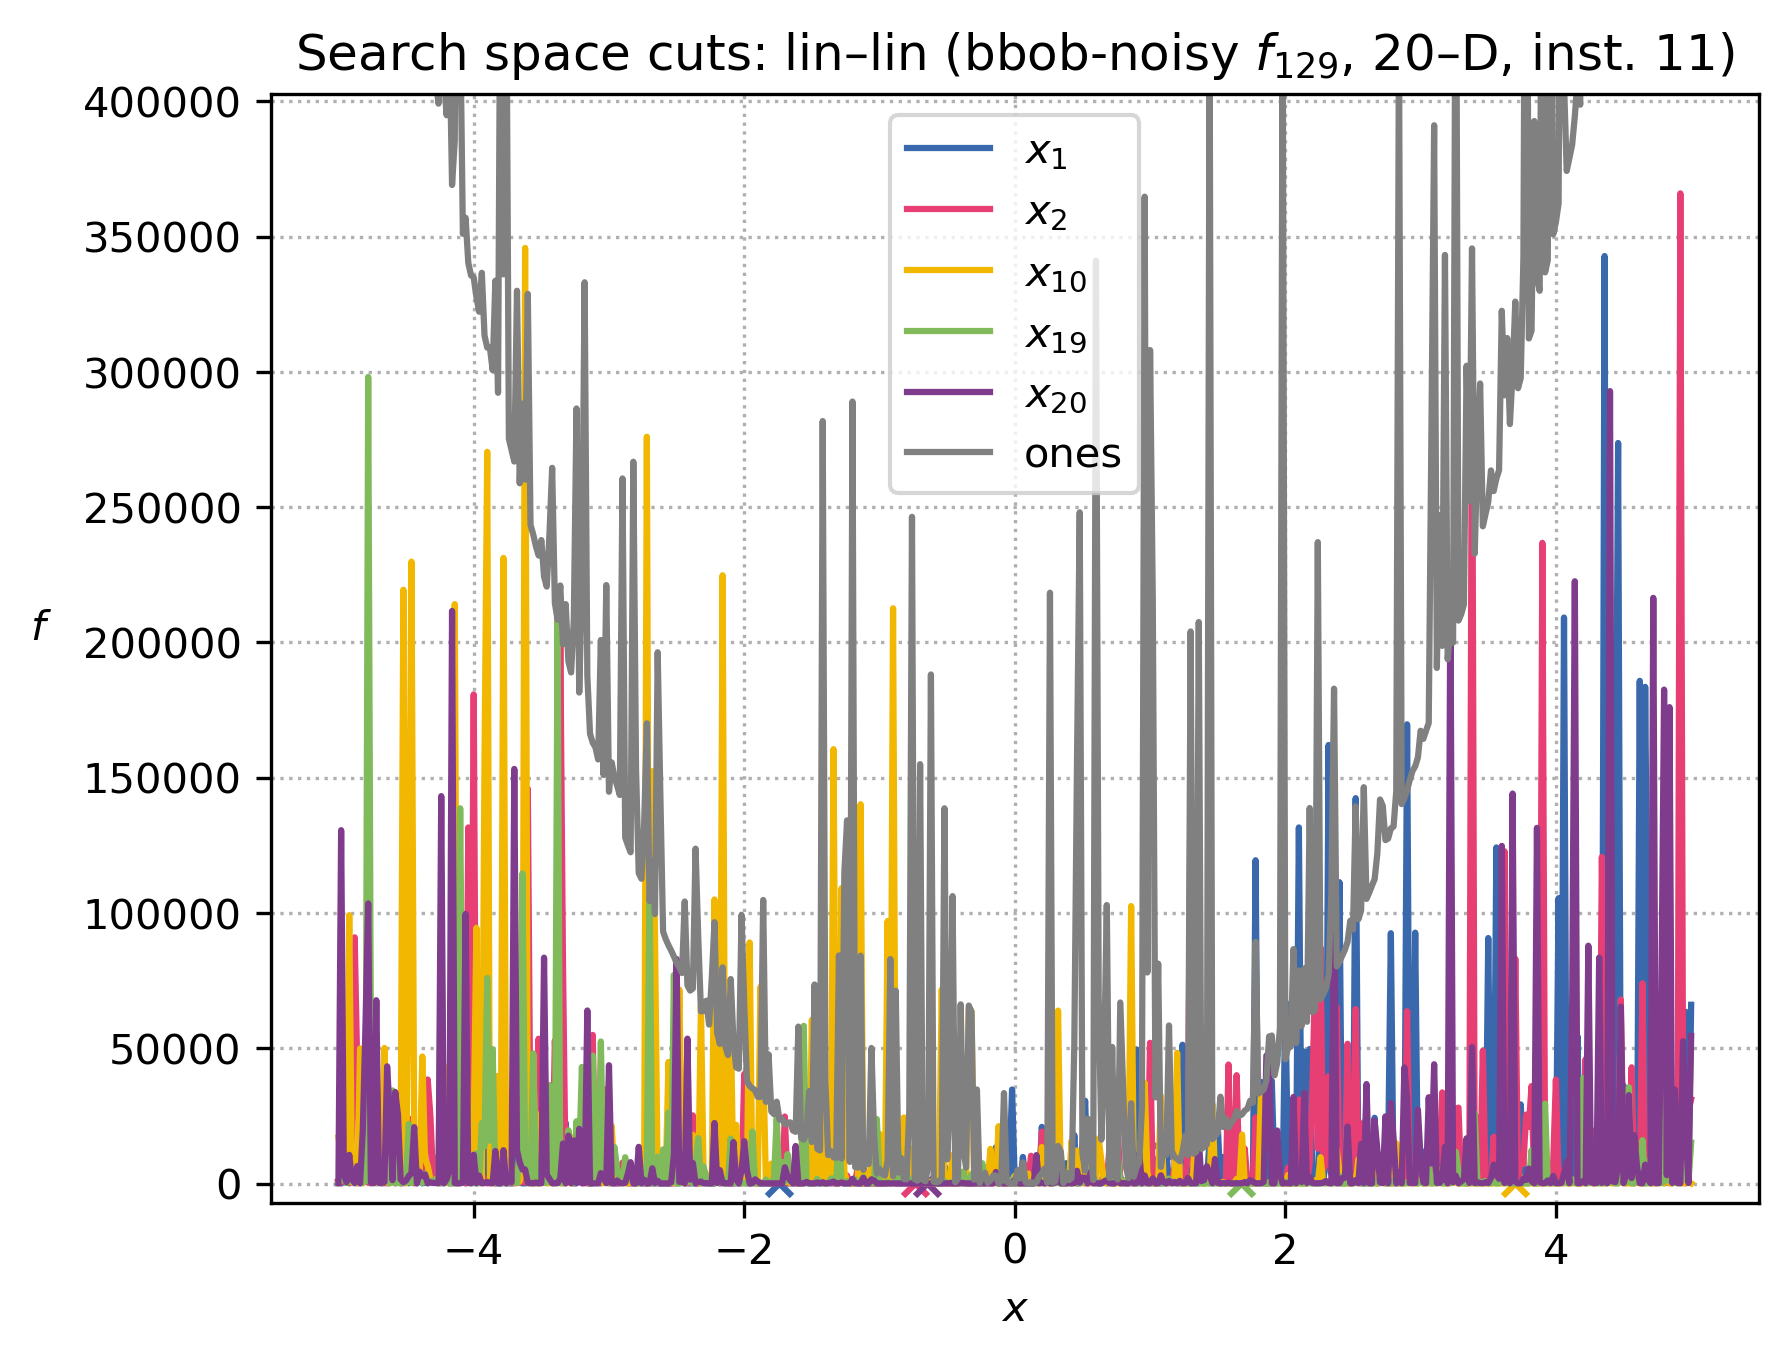 Search space cuts: lin–lin (bbob-noisy f₁₂₉, 20–D, inst. 11)
400000
350000
300000
250000
200000
150000
100000
50000
0
f
x₁
x₂
x₁₀
x₁₉
x₂₀
ones
−4
−2
0
2
4
x